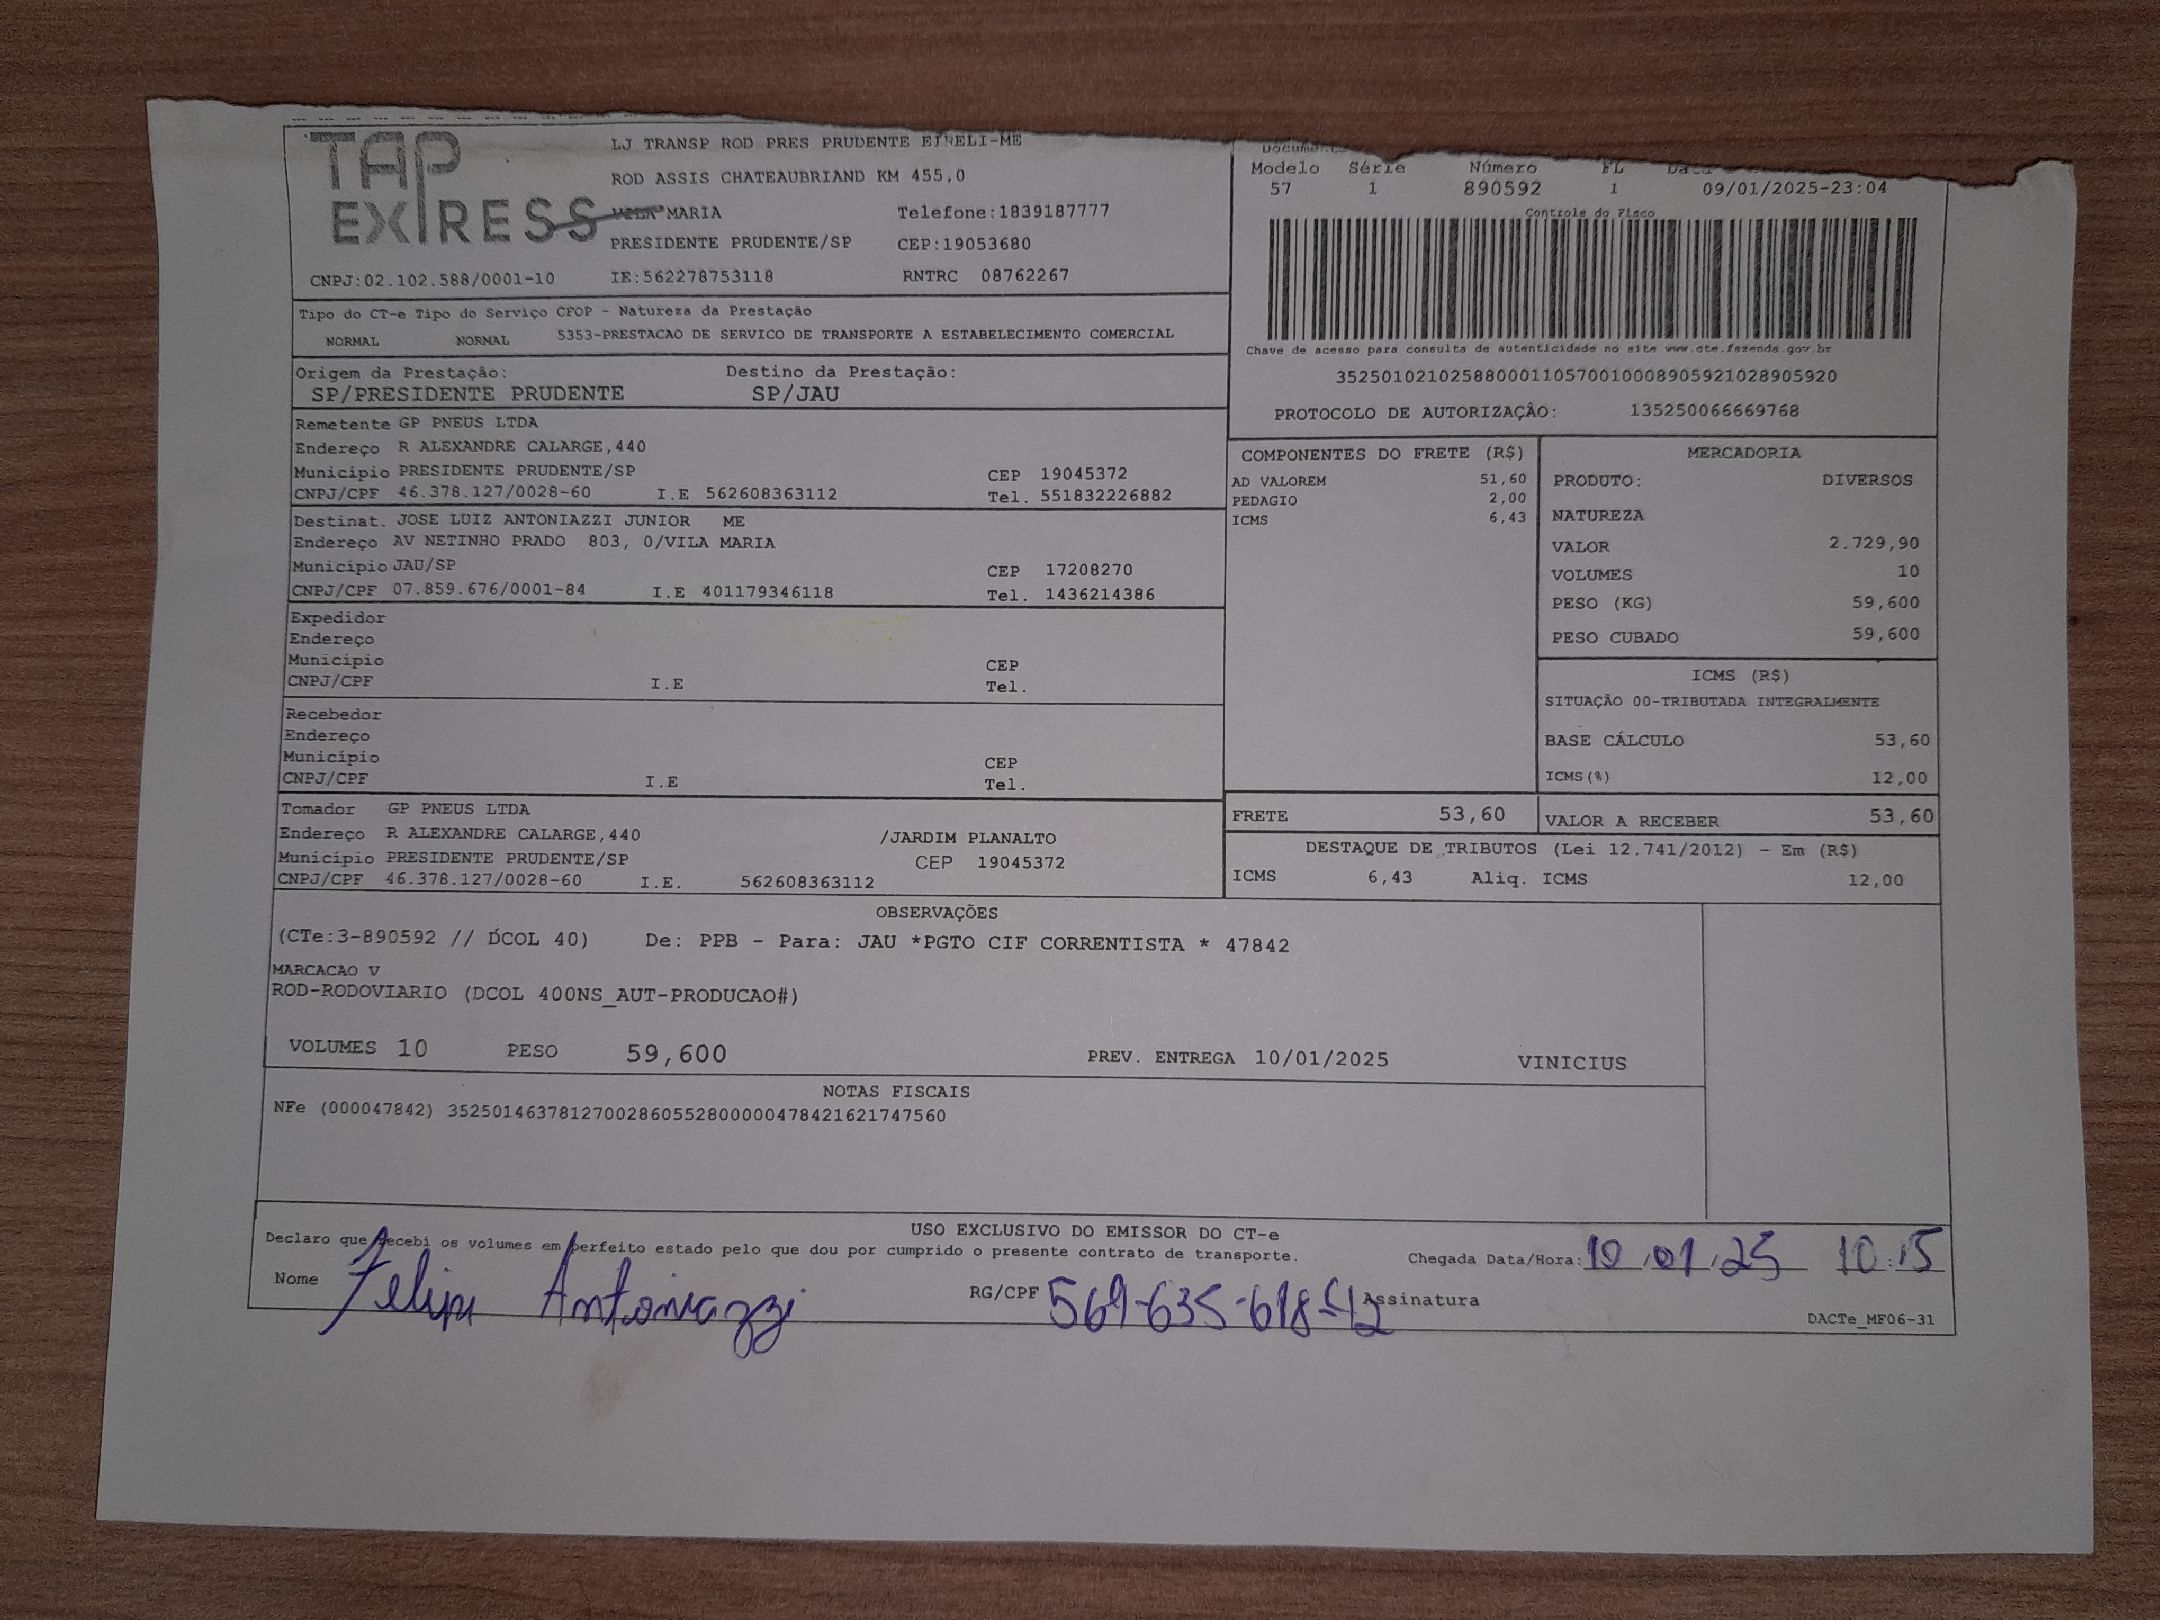 TAP
EXPRESS
LJ TRANSP ROD PRES PRUDENTE EIRELI-ME
ROD ASSIS CHATEAUBRIAND KM 455,0
VILA MARIA Telefone:1839187777
PRESIDENTE PRUDENTE/SP CEP:19053680
CNPJ:02.102.588/0001-10 IE:562278753118 RNTRC 08762267
Modelo Série Número FL
57 1 890592 1 09/01/2025-23:04
Controle do Fisco
Chave de acesso para consulta de autenticidade no site www.cte.fazenda.gov.br
35250102102588000110570010008905921028905920
PROTOCOLO DE AUTORIZAÇÃO: 135250066669768
Tipo do CT-e Tipo do Serviço CFOP - Natureza da Prestação
NORMAL NORMAL 5353-PRESTACAO DE SERVICO DE TRANSPORTE A ESTABELECIMENTO COMERCIAL
Origem da Prestação: Destino da Prestação:
SP/PRESIDENTE PRUDENTE SP/JAU
Remetente GP PNEUS LTDA
Endereço R ALEXANDRE CALARGE,440
Município PRESIDENTE PRUDENTE/SP CEP 19045372
CNPJ/CPF 46.378.127/0028-60 I.E 562608363112 Tel. 551832226882
Destinat. JOSE LUIZ ANTONIAZZI JUNIOR ME
Endereço AV NETINHO PRADO 803, 0/VILA MARIA
Município JAU/SP CEP 17208270
CNPJ/CPF 07.859.676/0001-84 I.E 401179346118 Tel. 1436214386
Expedidor
Endereço
Município CEP
CNPJ/CPF I.E Tel.
Recebedor
Endereço
Município CEP
CNPJ/CPF I.E Tel.
Tomador GP PNEUS LTDA
Endereço R ALEXANDRE CALARGE,440 /JARDIM PLANALTO
Município PRESIDENTE PRUDENTE/SP CEP 19045372
CNPJ/CPF 46.378.127/0028-60 I.E. 562608363112
COMPONENTES DO FRETE (R$)
AD VALOREM 51,60
PEDAGIO 2,00
ICMS 6,43
MERCADORIA
PRODUTO: DIVERSOS
NATUREZA
VALOR 2.729,90
VOLUMES 10
PESO (KG) 59,600
PESO CUBADO 59,600
ICMS (R$)
SITUAÇÃO 00-TRIBUTADA INTEGRALMENTE
BASE CÁLCULO 53,60
ICMS(%) 12,00
FRETE 53,60 VALOR A RECEBER 53,60
DESTAQUE DE TRIBUTOS (Lei 12.741/2012) - Em (R$)
ICMS 6,43 Aliq. ICMS 12,00
OBSERVAÇÕES
(CTe:3-890592 // DCOL 40) De: PPB - Para: JAU *PGTO CIF CORRENTISTA * 47842
MARCACAO V
ROD-RODOVIARIO (DCOL 400NS_AUT-PRODUCAO#)
VOLUMES 10 PESO 59,600 PREV. ENTREGA 10/01/2025 VINICIUS
NOTAS FISCAIS
NFe (000047842) 35250146378127002860552800000478421621747560
USO EXCLUSIVO DO EMISSOR DO CT-e
Declaro que recebi os volumes em perfeito estado pelo que dou por cumprido o presente contrato de transporte. Chegada Data/Hora: 10 01 25 10:15
Nome Felipe Antoniazzi RG/CPF 569-635-618-42 Assinatura
DACTe_MF06-31